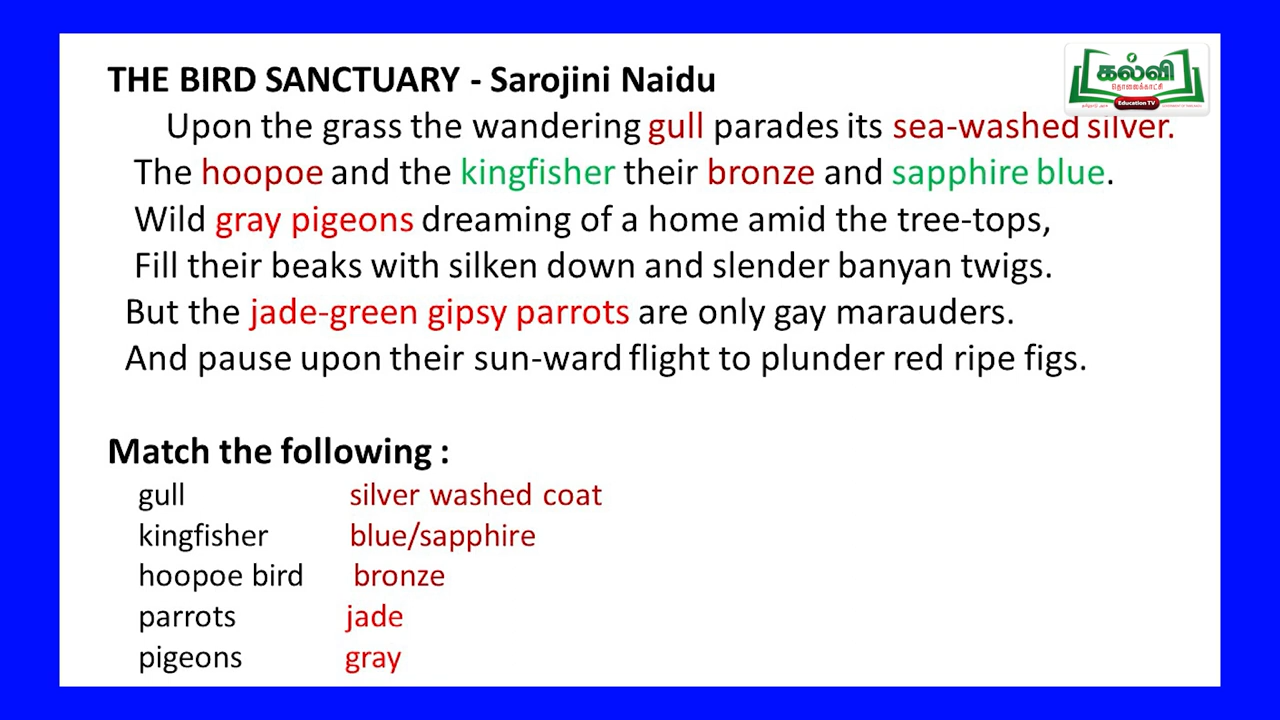 THE BIRD SANCTUARY - Sarojini Naidu
கல்வி
தொலைக்காட்சி
Education TV
Upon the grass the wandering gull parades its sea-washed silver.
The hoopoe and the kingfisher their bronze and sapphire blue.
Wild gray pigeons dreaming of a home amid the tree-tops,
Fill their beaks with silken down and slender banyan twigs.
But the jade-green gipsy parrots are only gay marauders.
And pause upon their sun-ward flight to plunder red ripe figs.
Match the following :
gull silver washed coat
kingfisher blue/sapphire
hoopoe bird bronze
parrots jade
pigeons gray